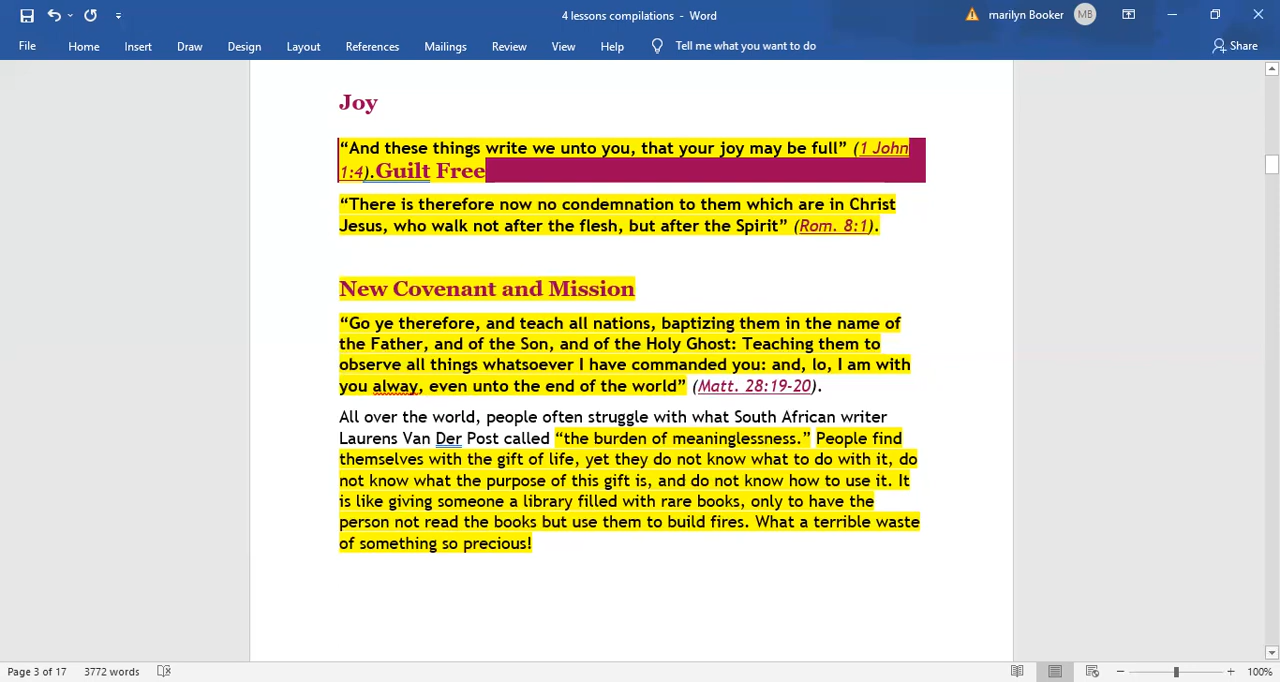 4 lessons compilations - Word
marilyn Booker MB
File Home Insert Draw Design Layout References Mailings Review View Help Tell me what you want to do Share
Joy
“And these things write we unto you, that your joy may be full” (1 John
1:4).Guilt Free
“There is therefore now no condemnation to them which are in Christ
Jesus, who walk not after the flesh, but after the Spirit” (Rom. 8:1).
New Covenant and Mission
“Go ye therefore, and teach all nations, baptizing them in the name of
the Father, and of the Son, and of the Holy Ghost: Teaching them to
observe all things whatsoever I have commanded you: and, lo, I am with
you alway, even unto the end of the world” (Matt. 28:19-20).
All over the world, people often struggle with what South African writer
Laurens Van Der Post called “the burden of meaninglessness.” People find
themselves with the gift of life, yet they do not know what to do with it, do
not know what the purpose of this gift is, and do not know how to use it. It
is like giving someone a library filled with rare books, only to have the
person not read the books but use them to build fires. What a terrible waste
of something so precious!
Page 3 of 17 3772 words 100%